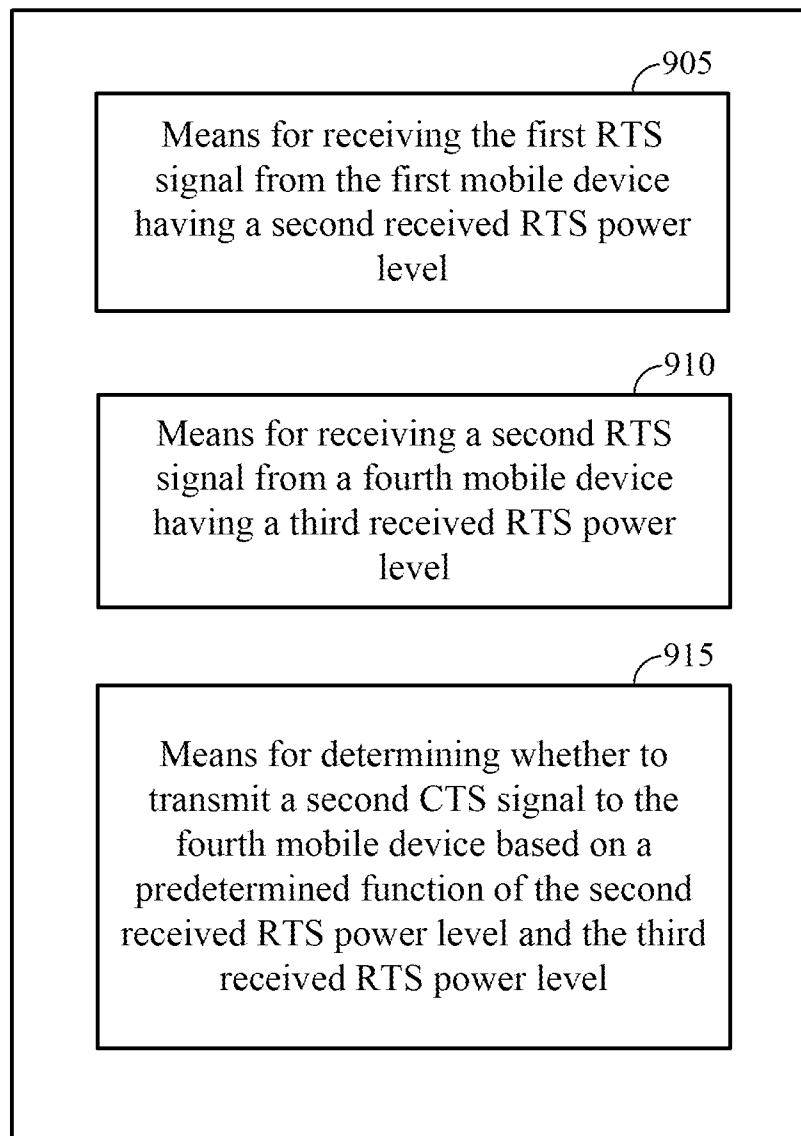 905
Means for receiving the first RTS
signal from the first mobile device
having a second received RTS power
level
910
Means for receiving a second RTS
signal from a fourth mobile device
having a third received RTS power
level
915
Means for determining whether to
transmit a second CTS signal to the
fourth mobile device based on a
predetermined function of the second
received RTS power level and the third
received RTS power level